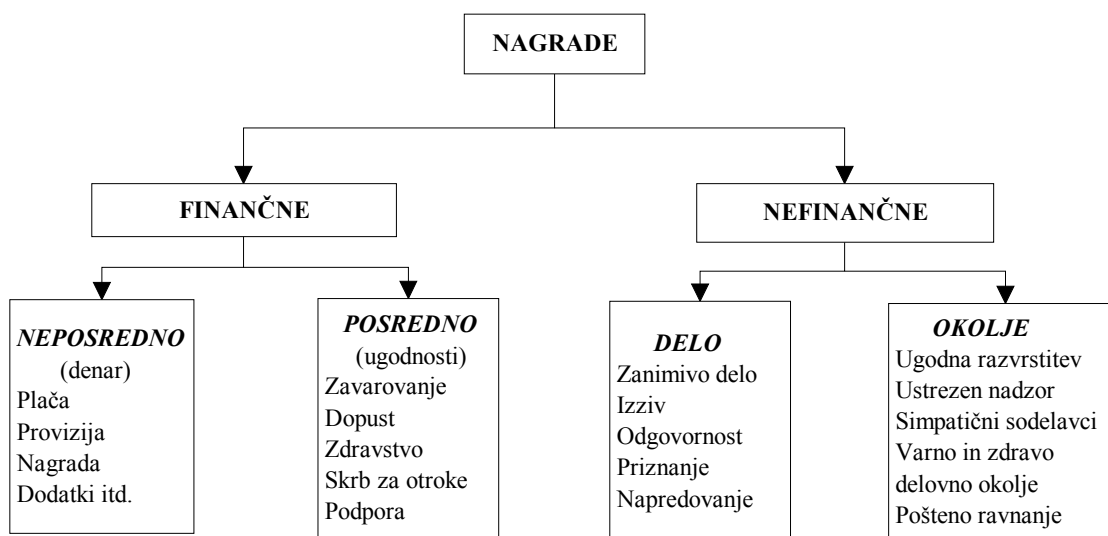 NAGRADE
FINANČNE
NEFINANČNE
NEPOSREDNO
(denar)
Plača
Provizija
Nagrada
Dodatki itd.
POSREDNO
(ugodnosti)
Zavarovanje
Dopust
Zdravstvo
Skrb za otroke
Podpora
DELO
Zanimivo delo
Izziv
Odgovornost
Priznanje
Napredovanje
OKOLJE
Ugodna razvrstitev
Ustrezen nadzor
Simpatični sodelavci
Varno in zdravo
delovno okolje
Pošteno ravnanje